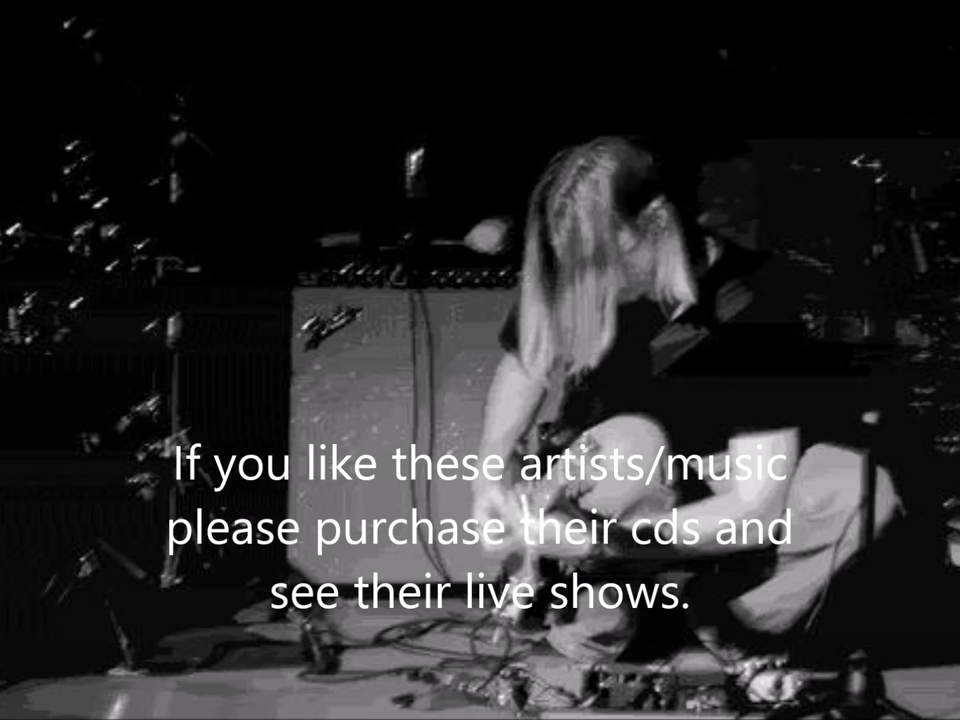 If you like these artists/music
please purchase their cds and
see their live shows.